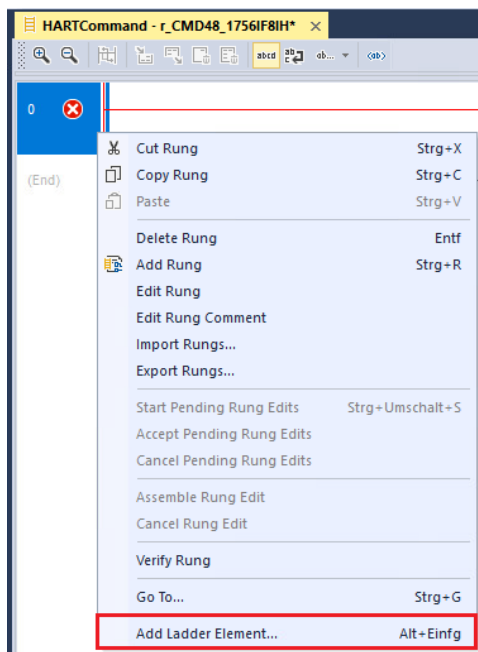 HARTCommand - r_CMD48_1756IF8IH*
abcd ab ab...
0
(End)
Cut Rung Strg+X
Copy Rung Strg+C
Paste Strg+V
Delete Rung Entf
Add Rung Strg+R
Edit Rung
Edit Rung Comment
Import Rungs...
Export Rungs...
Start Pending Rung Edits Strg+Umschalt+S
Accept Pending Rung Edits
Cancel Pending Rung Edits
Assemble Rung Edit
Cancel Rung Edit
Verify Rung
Go To... Strg+G
Add Ladder Element... Alt+Einfg